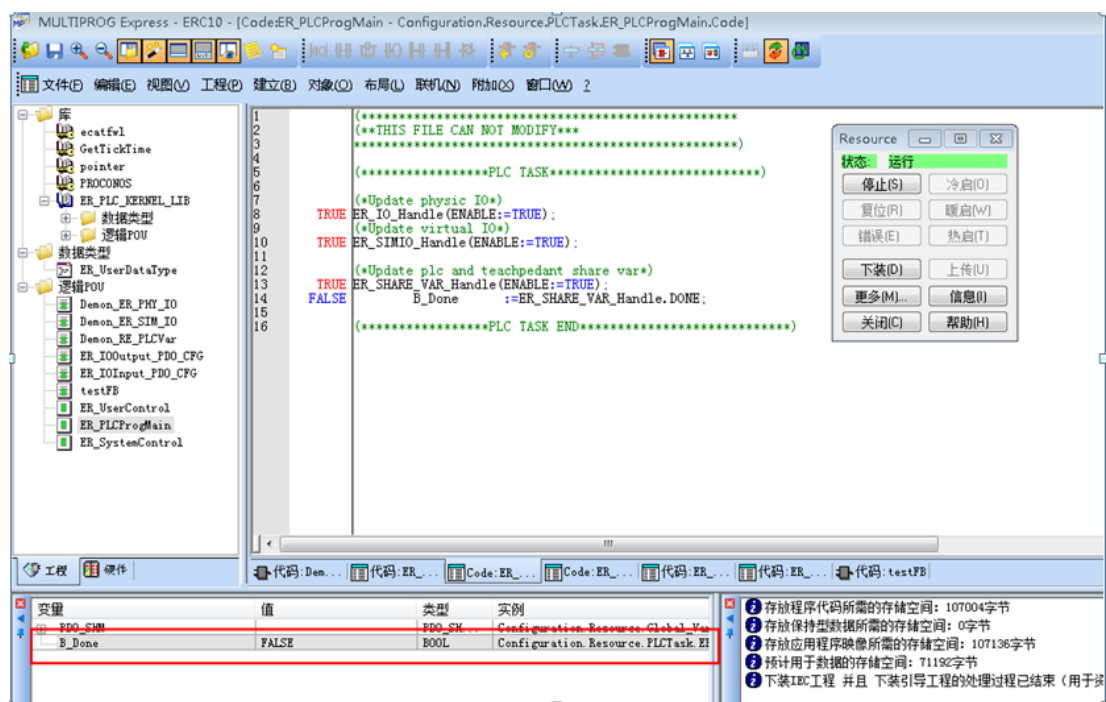 MULTIPROG Express - ERC10 - [Code:ER_PLCProgMain - Configuration.Resource.PLCTask.ER_PLCProgMain.Code]
文件(F) 编辑(E) 视图(V) 工程(P) 建立(B) 对象(O) 布局(L) 联机(N) 附加(X) 窗口(W) ?
库
ecatfwl
GetTickTime
pointer
PROCONOS
ER_PLC_KERNEL_LIB
数据类型
逻辑POU
数据类型
ER_UserDataType
逻辑POU
Demon_ER_PHY_IO
Demon_ER_SIM_IO
Demon_RE_PLCVar
ER_IOOutput_PDO_CFG
ER_IOInput_PDO_CFG
testFB
ER_UserControl
ER_PLCProgMain
ER_SystemControl
工程 硬件
1 (**************************************************
2 (**THIS FILE CAN NOT MODIFY***
3 ***************************************************)
4
5 (*****************PLC TASK****************************)
6
7 (*Update physic IO*)
8 TRUE ER_IO_Handle(ENABLE:=TRUE);
9 (*Update virtual IO*)
10 TRUE ER_SIMIO_Handle(ENABLE:=TRUE);
11
12 (*Update plc and teachpedant share var*)
13 TRUE ER_SHARE_VAR_Handle(ENABLE:=TRUE);
14 FALSE B_Done :=ER_SHARE_VAR_Handle.DONE;
15
16 (*****************PLC TASK END****************************)
Resource
状态: 运行
停止(S) 冷启(O)
复位(R) 暖启(W)
错误(E) 热启(T)
下装(D) 上传(U)
更多(M)... 信息(I)
关闭(C) 帮助(H)
代码:Dem... 代码:ER_... Code:ER_... Code:ER_... 代码:ER_... 代码:ER_... 代码:testFB
变量 值 类型 实例
PDO_SHM PDO_SH... Configuration.Resource.Global_Var
B_Done FALSE BOOL Configuration.Resource.PLCTask.ER
存放程序代码所需的存储空间: 107004字节
存放保持型数据所需的存储空间: 0字节
存放应用程序映像所需的存储空间: 107136字节
预计用于数据的存储空间: 71192字节
下装IEC工程 并且 下装引导工程的处理过程已结束 (用于资